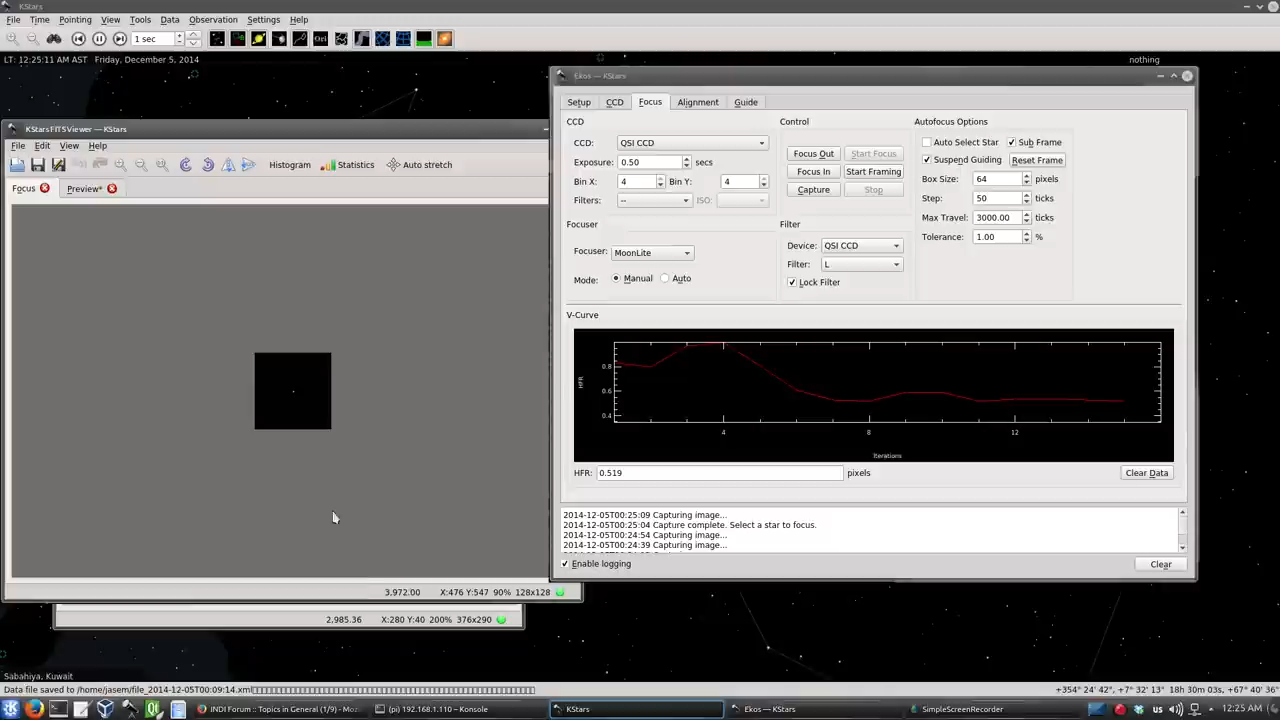 KStars
File Time Pointing View Tools Data Observation Settings Help
1 sec
LT: 12:25:11 AM AST Friday, December 5, 2014
nothing
Ekos — KStars
Setup CCD Focus Alignment Guide
CCD Control Autofocus Options
CCD: QSI CCD
Exposure: 0.50 secs
Bin X: 4 Bin Y: 4
Filters: -- ISO:
Focus Out Start Focus
Focus In Start Framing
Capture Stop
Auto Select Star Sub Frame
Suspend Guiding Reset Frame
Box Size: 64 pixels
Step: 50 ticks
Max Travel: 3000.00 ticks
Tolerance: 1.00 %
Focuser Filter
Focuser: MoonLite
Mode: Manual Auto
Device: QSI CCD
Filter: L
Lock Filter
V-Curve
HFR
0.8
0.6
0.4
4 8 12
Iterations
HFR: 0.519 pixels Clear Data
2014-12-05T00:25:09 Capturing image...
2014-12-05T00:25:04 Capture complete. Select a star to focus.
2014-12-05T00:24:54 Capturing image...
2014-12-05T00:24:39 Capturing image...
Enable logging Clear
KStarsFITSViewer — KStars
File Edit View Help
Histogram Statistics Auto stretch
Focus Preview*
3,972.00 X:476 Y:547 90% 128x128
2,985.36 X:280 Y:40 200% 376x290
Sabahiya, Kuwait
Data file saved to /home/jasem/file_2014-12-05T00:09:14.xml
+354° 24' 42", +7° 32' 13" 18h 30m 03s, +67° 40' 36"
INDI Forum :: Topics in General (1/9) - Moz
(pi) 192.168.1.110 — Konsole
KStars
Ekos — KStars
SimpleScreenRecorder
us
12:25 AM